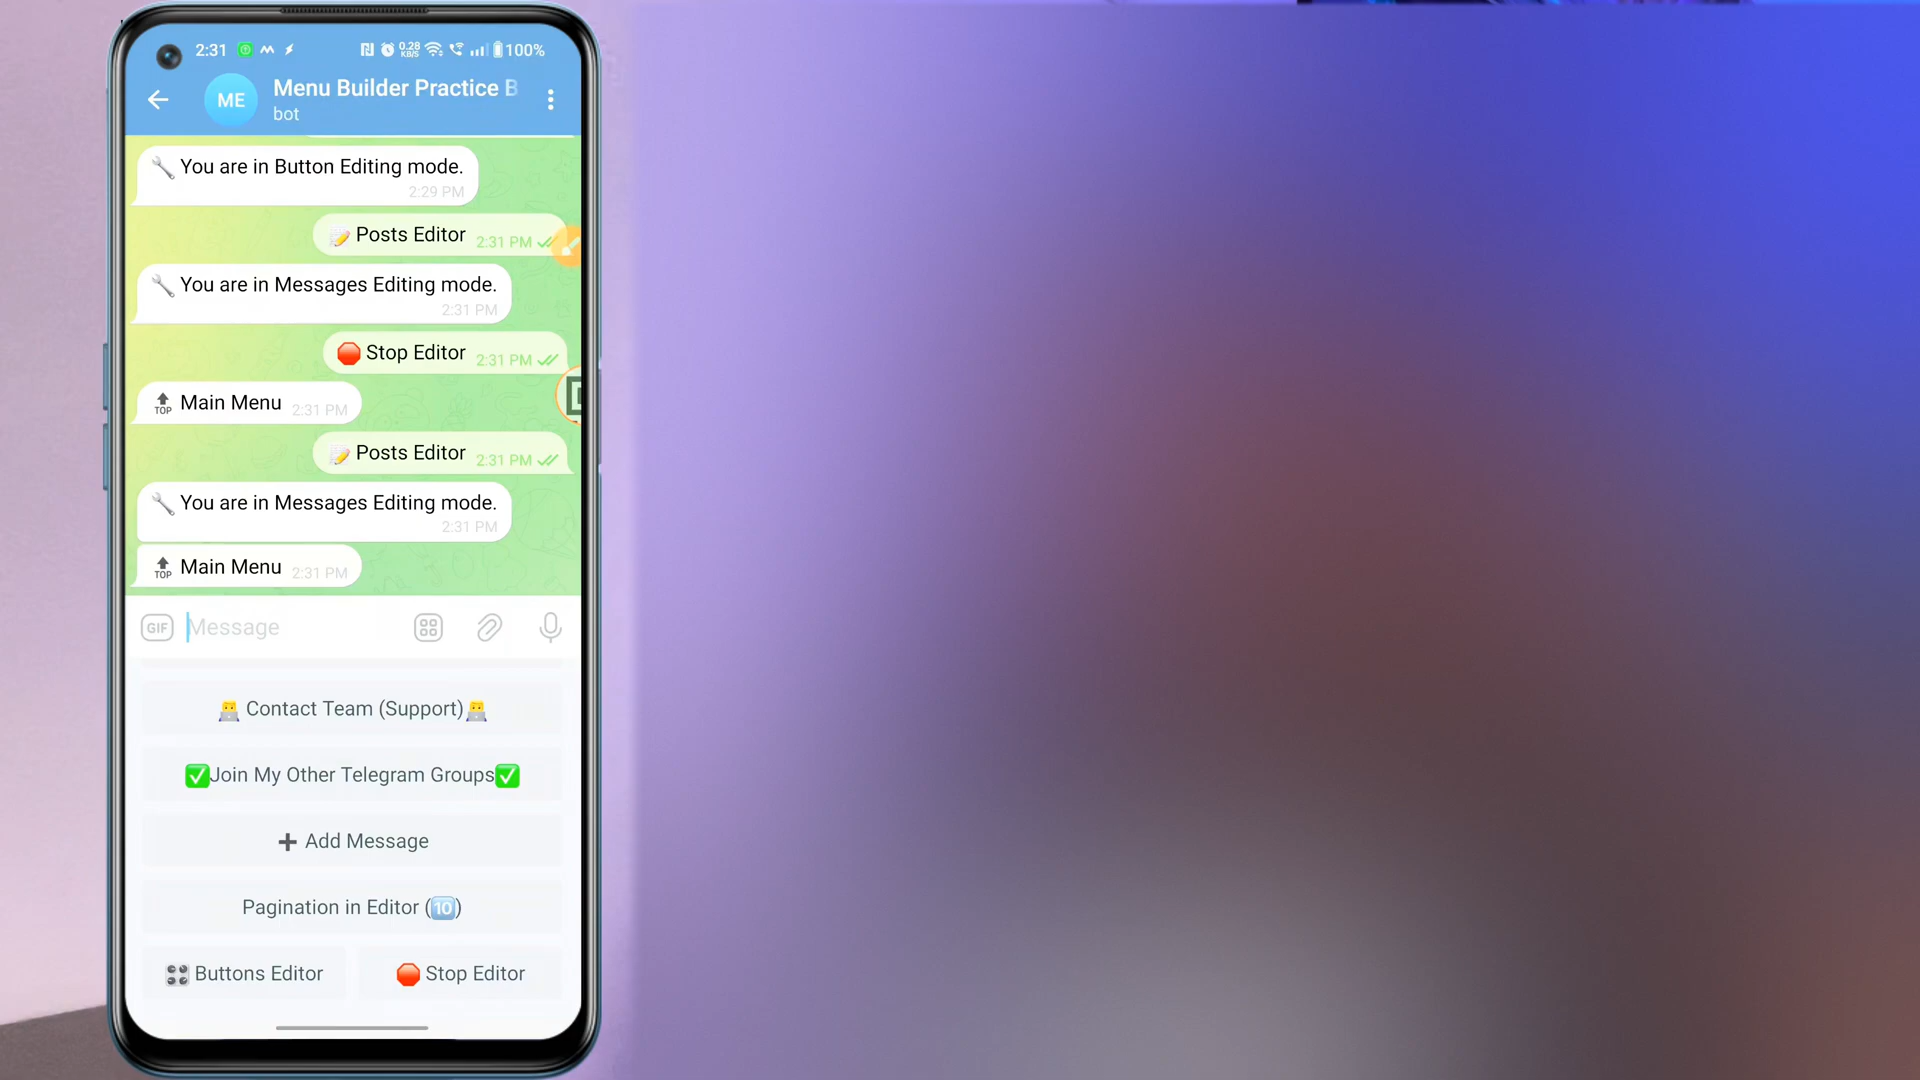 2:31 0.28 KB/S 100%
ME Menu Builder Practice B
bot
You are in Button Editing mode.
2:29 PM
Posts Editor 2:31 PM
You are in Messages Editing mode.
2:31 PM
Stop Editor 2:31 PM
TOP Main Menu 2:31 PM
Posts Editor 2:31 PM
You are in Messages Editing mode.
2:31 PM
TOP Main Menu 2:31 PM
GIF Message
Contact Team (Support)
Join My Other Telegram Groups
Add Message
Pagination in Editor (10)
Buttons Editor Stop Editor